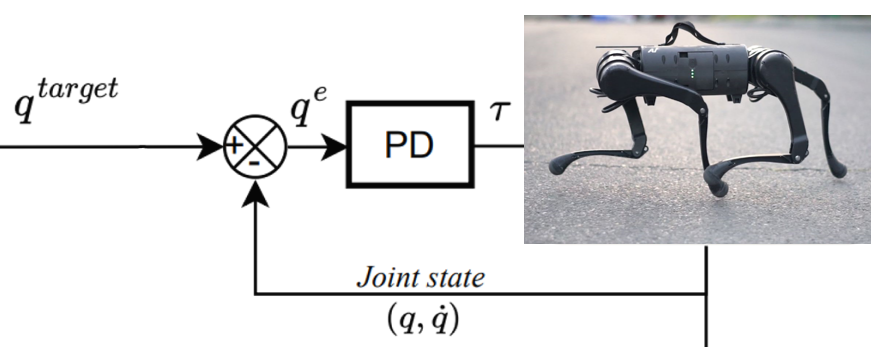 q^{target}
+
-
q^e
PD
τ
Joint state
(q, q̇)